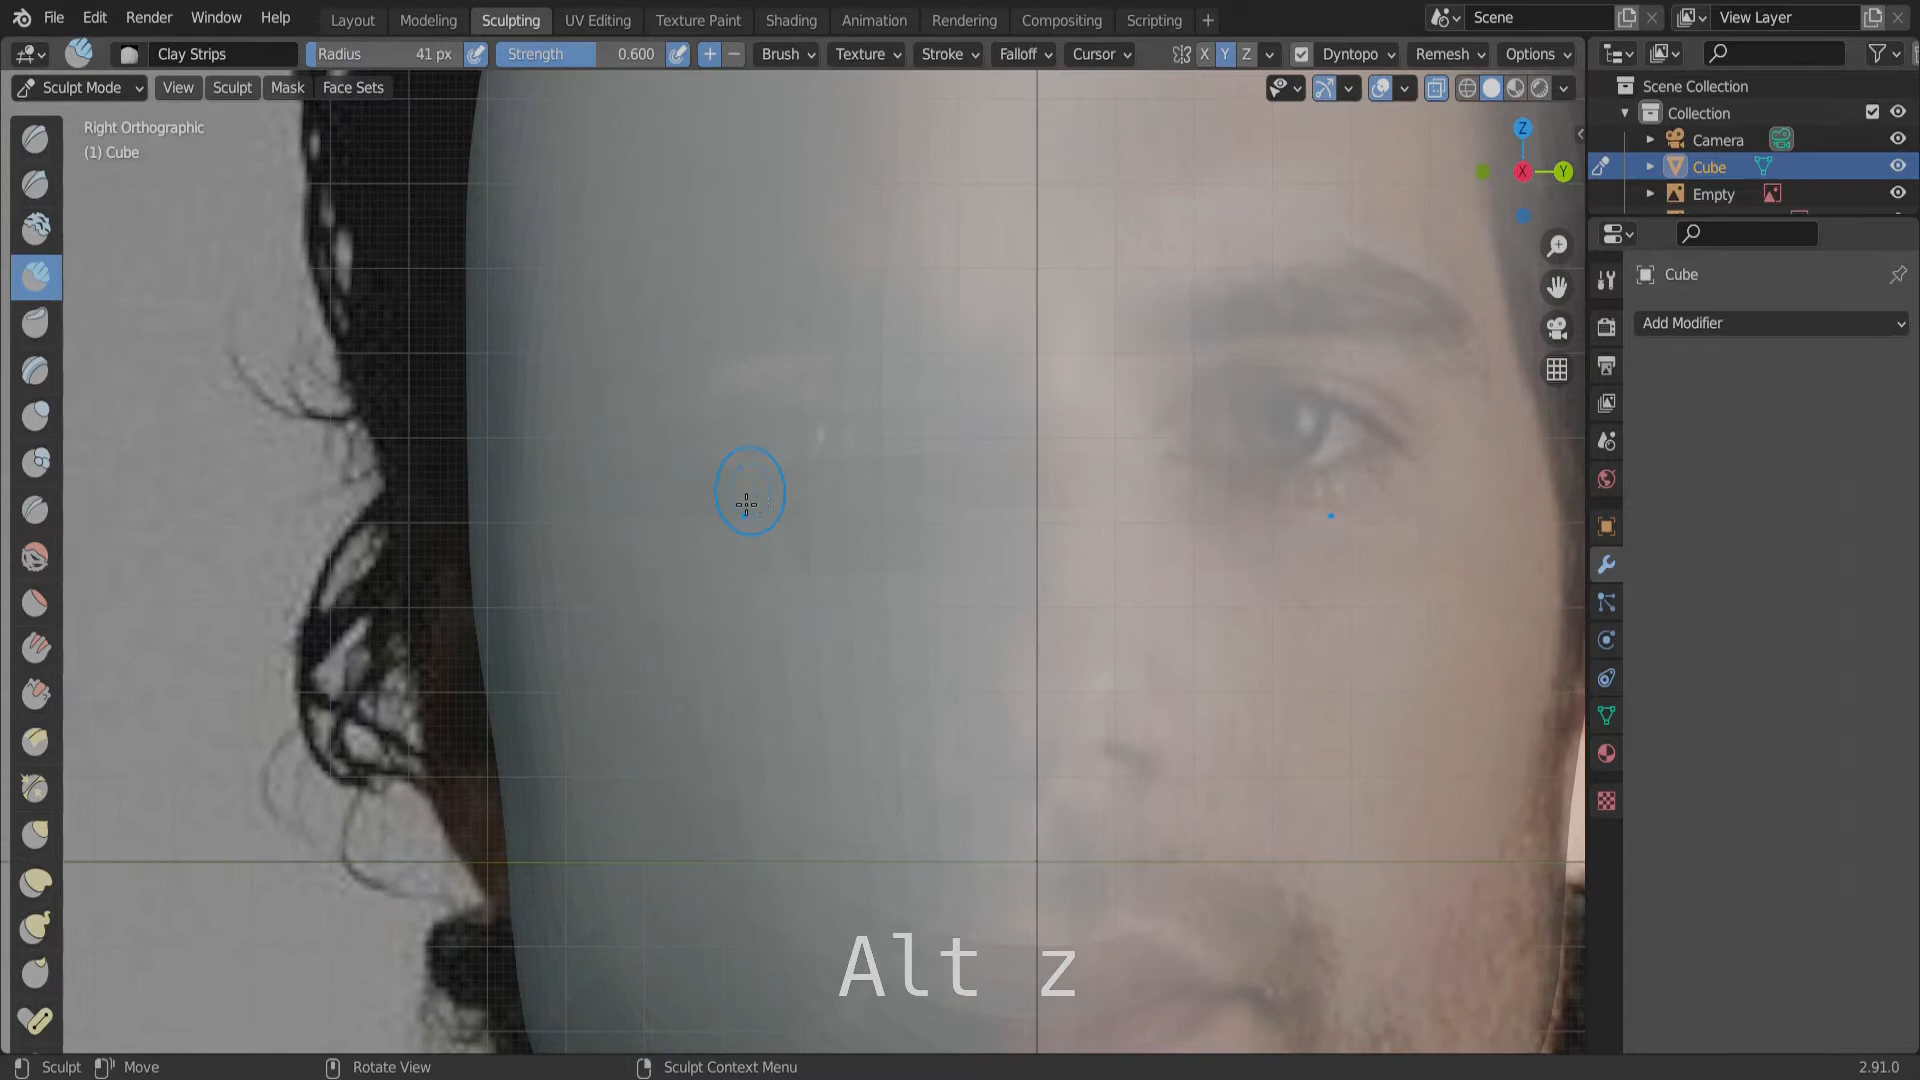 File Edit Render Window Help
Layout Modeling Sculpting UV Editing Texture Paint Shading Animation Rendering Compositing Scripting +
Scene
View Layer
Clay Strips
Radius 41 px
Strength 0.600
Brush Texture Stroke Falloff Cursor
X Y Z
Dyntopo Remesh Options
Sculpt Mode View Sculpt Mask Face Sets
Right Orthographic
(1) Cube
Z
X
Y
Scene Collection
Collection
Camera
Cube
Empty
Cube
Add Modifier
Alt z
Sculpt Move Rotate View Sculpt Context Menu 2.91.0